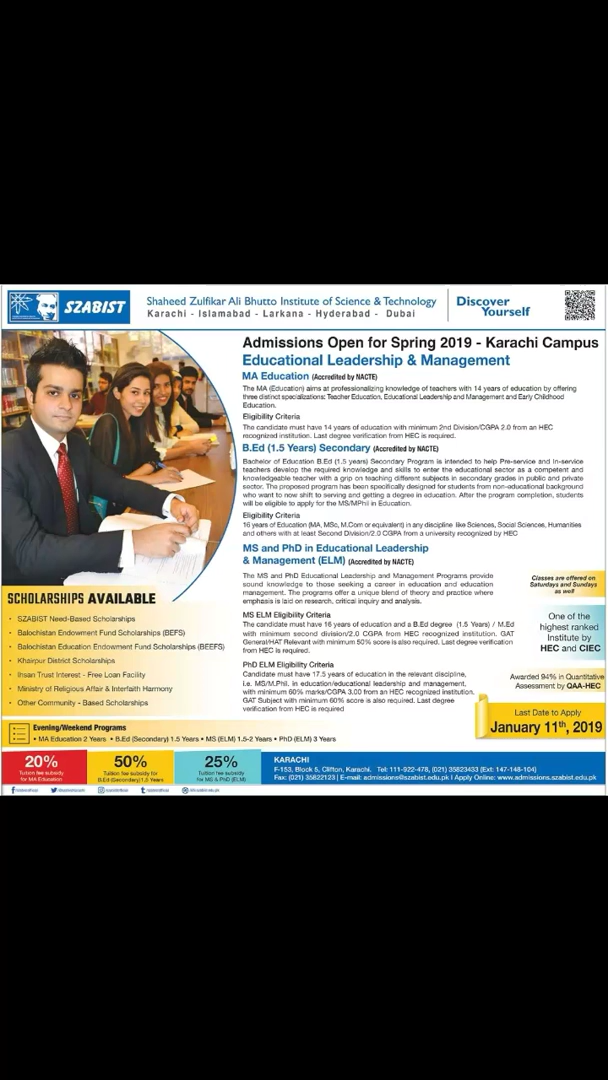 SZABIST
Shaheed Zulfikar Ali Bhutto Institute of Science & Technology
Karachi - Islamabad - Larkana - Hyderabad - Dubai
Discover
Yourself
Admissions Open for Spring 2019 - Karachi Campus
Educational Leadership & Management
MA Education (Accredited by NACTE)
The MA (Education) aims at professionalizing knowledge of teachers with 14 years of education by offering
three distinct specializations: Teacher Education, Educational Leadership and Management and Early Childhood
Education.
Eligibility Criteria
The candidate must have 14 years of education with minimum 2nd Division/CGPA 2.0 from an HEC
recognized institution. Last degree verification from HEC is required.
B.Ed (1.5 Years) Secondary (Accredited by NACTE)
Bachelor of Education B.Ed (1.5 years) Secondary Program is intended to help Pre-service and In-service
teachers develop the required knowledge and skills to enter the educational sector as a competent and
knowledgeable teacher with a grip on teaching different subjects in secondary grades in public and private
sector. The proposed program has been specifically designed for students from non-educational background
who want to now shift to serving and getting a degree in education. After the program completion, students
will be eligible to apply for the MS/MPhil in Education.
Eligibility Criteria
16 years of Education (MA, MSc, M.Com or equivalent) in any discipline like Sciences, Social Sciences, Humanities
and others with at least Second Division/2.0 CGPA from a university recognized by HEC
MS and PhD in Educational Leadership
& Management (ELM) (Accredited by NACTE)
The MS and PhD Educational Leadership and Management Programs provide
sound knowledge to those seeking a career in education and education
management. The programs offer a unique blend of theory and practice where
emphasis is laid on research, critical inquiry and analysis.
MS ELM Eligibility Criteria
The candidate must have 16 years of education and a B.Ed degree (1.5 Years) / M.Ed
with minimum second division/2.0 CGPA from HEC recognized institution. GAT
General/HAT Relevant with minimum 50% score is also required. Last degree verification
from HEC is required.
PhD ELM Eligibility Criteria
Candidate must have 17.5 years of education in the relevant discipline,
i.e. MS/M.Phil. in education/educational leadership and management,
with minimum 60% marks/CGPA 3.00 from an HEC recognized institution.
GAT Subject with minimum 60% score is also required. Last degree
verification from HEC is required
Classes are offered on
Saturdays and Sundays
as well
One of the
highest ranked
Institute by
HEC and CIEC
Awarded 94% in Quantitative
Assessment by QAA-HEC
Last Date to Apply
January 11th, 2019
SCHOLARSHIPS AVAILABLE
• SZABIST Need-Based Scholarships
• Balochistan Endowment Fund Scholarships (BEFS)
• Balochistan Education Endowment Fund Scholarships (BEEFS)
• Khairpur District Scholarships
• Ihsan Trust Interest - Free Loan Facility
• Ministry of Religious Affair & Interfaith Harmony
• Other Community - Based Scholarships
Evening/Weekend Programs
• MA Education 2 Years • B.Ed (Secondary) 1.5 Years • MS (ELM) 1.5-2 Years • PhD (ELM) 3 Years
20%
Tuition fee subsidy
for MA Education
50%
Tuition fee subsidy for
B.Ed (Secondary)1.5 Years
25%
Tuition fee subsidy
for MS & PhD (ELM)
KARACHI
F-153, Block 5, Clifton, Karachi. Tel: 111-922-478, (021) 35823433 (Ext: 147-148-104)
Fax: (021) 35822123 | E-mail: admissions@szabist.edu.pk I Apply Online: www.admissions.szabist.edu.pk